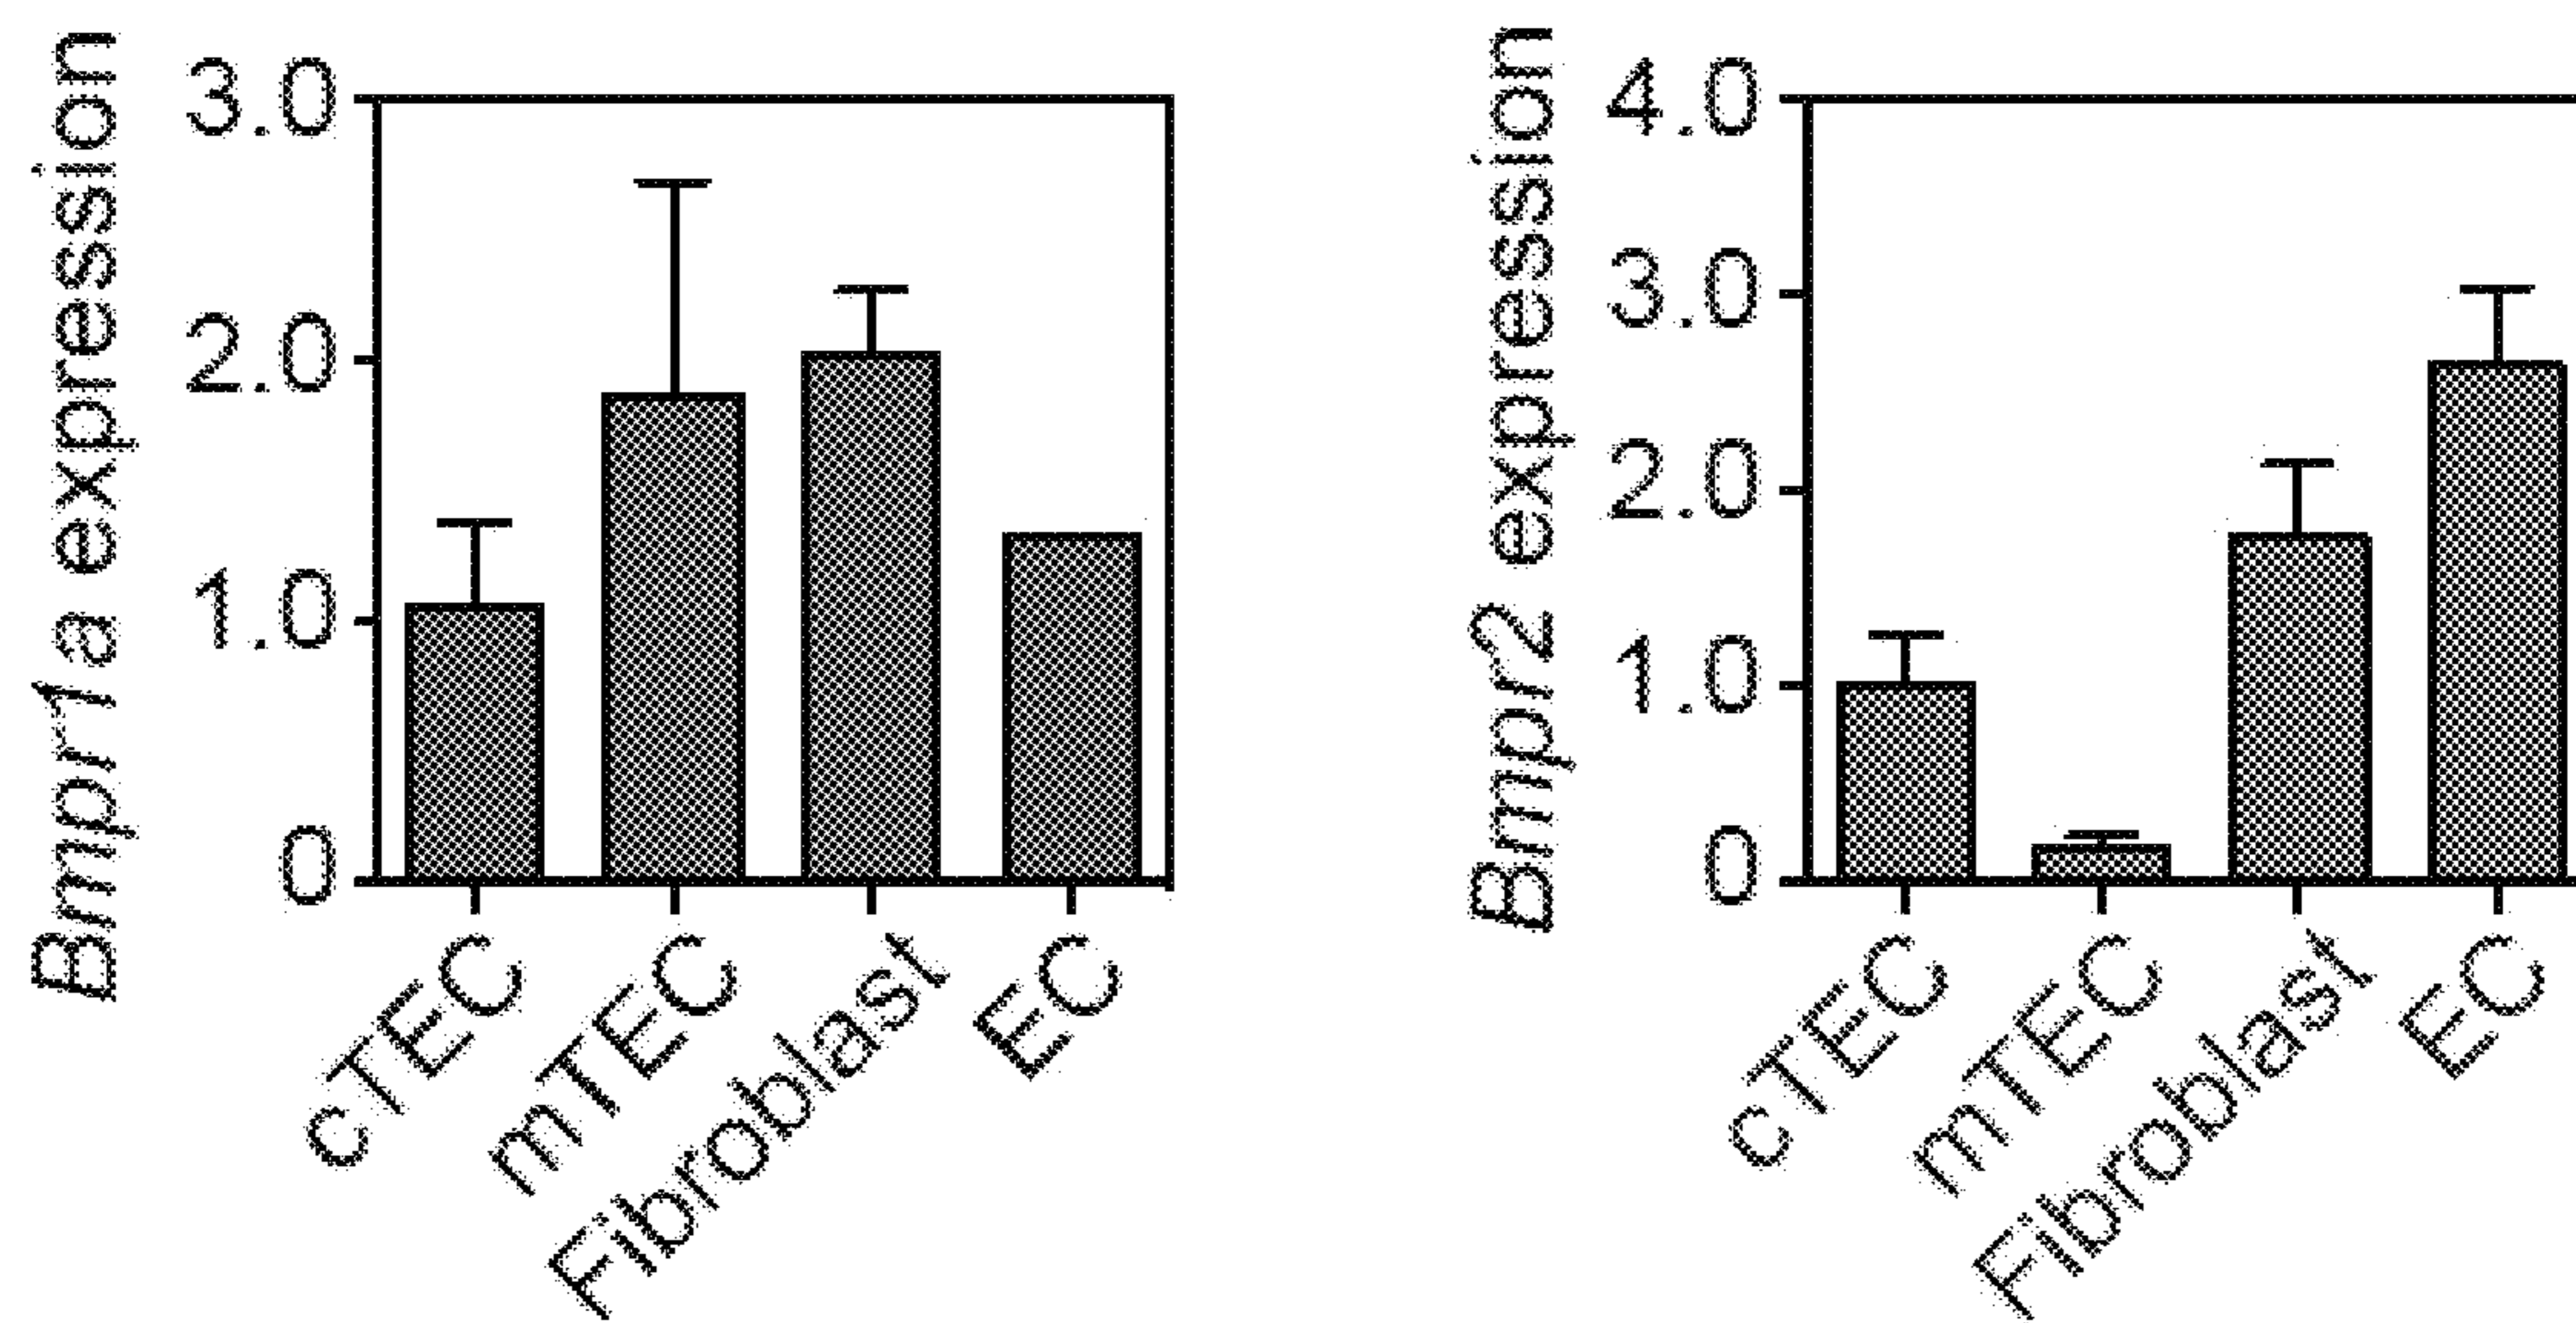 Bmpr1a expression
3.0
2.0
1.0
0
cTEC
mTEC
Fibroblast
EC
Bmpr2 expression
4.0
3.0
2.0
1.0
0
cTEC
mTEC
Fibroblast
EC